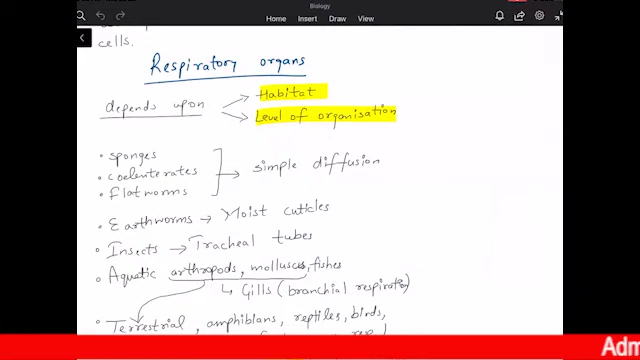 Biology
Home Insert Draw View
cells.
Respiratory organs
depends upon → Habitat
→ Level of organisation
• sponges
• coelenterates → simple diffusion
• flatworms
• Earthworms → Moist cuticles
• Insects → Tracheal tubes
• Aquatic arthropods, molluscus, fishes
↳ Gills (branchial respiration)
• Terrestrial, amphibians, reptiles, birds,
Adm